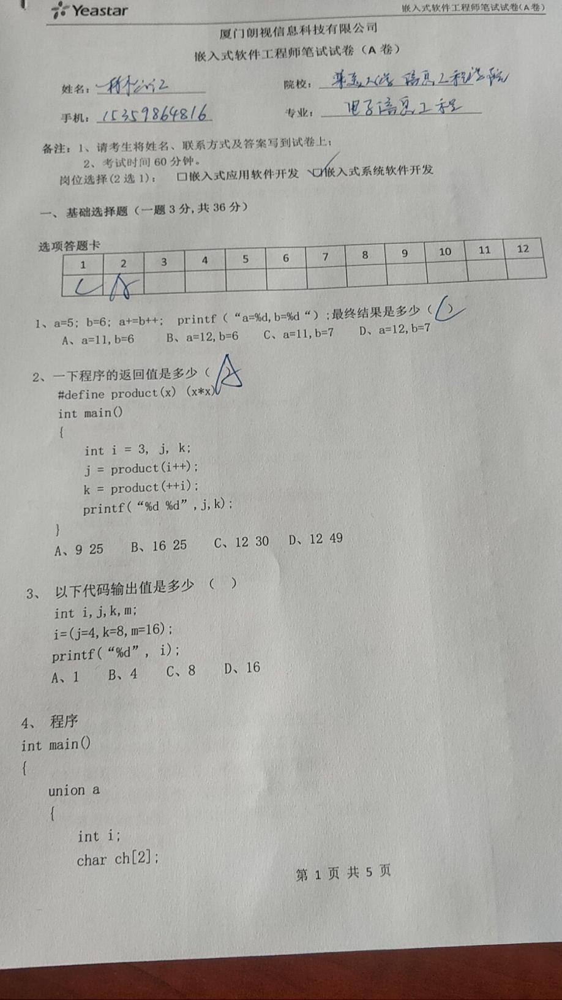 Yeastar
嵌入式软件工程师笔试试卷(A卷)
厦门朗视信息科技有限公司
嵌入式软件工程师笔试试卷（A 卷）
姓名： 院校： 信息工程学院
手机：15359864816 专业：电子信息工程
备注：1、请考生将姓名、联系方式及答案写到试卷上；
2、考试时间 60 分钟。
岗位选择(2 选 1)： □嵌入式应用软件开发 ☑嵌入式系统软件开发
一、基础选择题（一题 3 分,共 36 分）
选项答题卡
1 2 3 4 5 6 7 8 9 10 11 12
C A
1、a=5; b=6; a+=b++; printf（“a=%d,b=%d“）;最终结果是多少（C）
A、a=11,b=6 B、a=12,b=6 C、a=11,b=7 D、a=12,b=7
2、一下程序的返回值是多少（A）
#define product(x) (x*x)
int main()
{
int i = 3, j, k;
j = product(i++);
k = product(++i);
printf(“%d %d”,j,k);
}
A、9 25 B、16 25 C、12 30 D、12 49
3、 以下代码输出值是多少 （ ）
int i,j,k,m;
i=(j=4,k=8,m=16);
printf(“%d”, i);
A、1 B、4 C、8 D、16
4、 程序
int main()
{
union a
{
int i;
char ch[2];
第 1 页 共 5 页